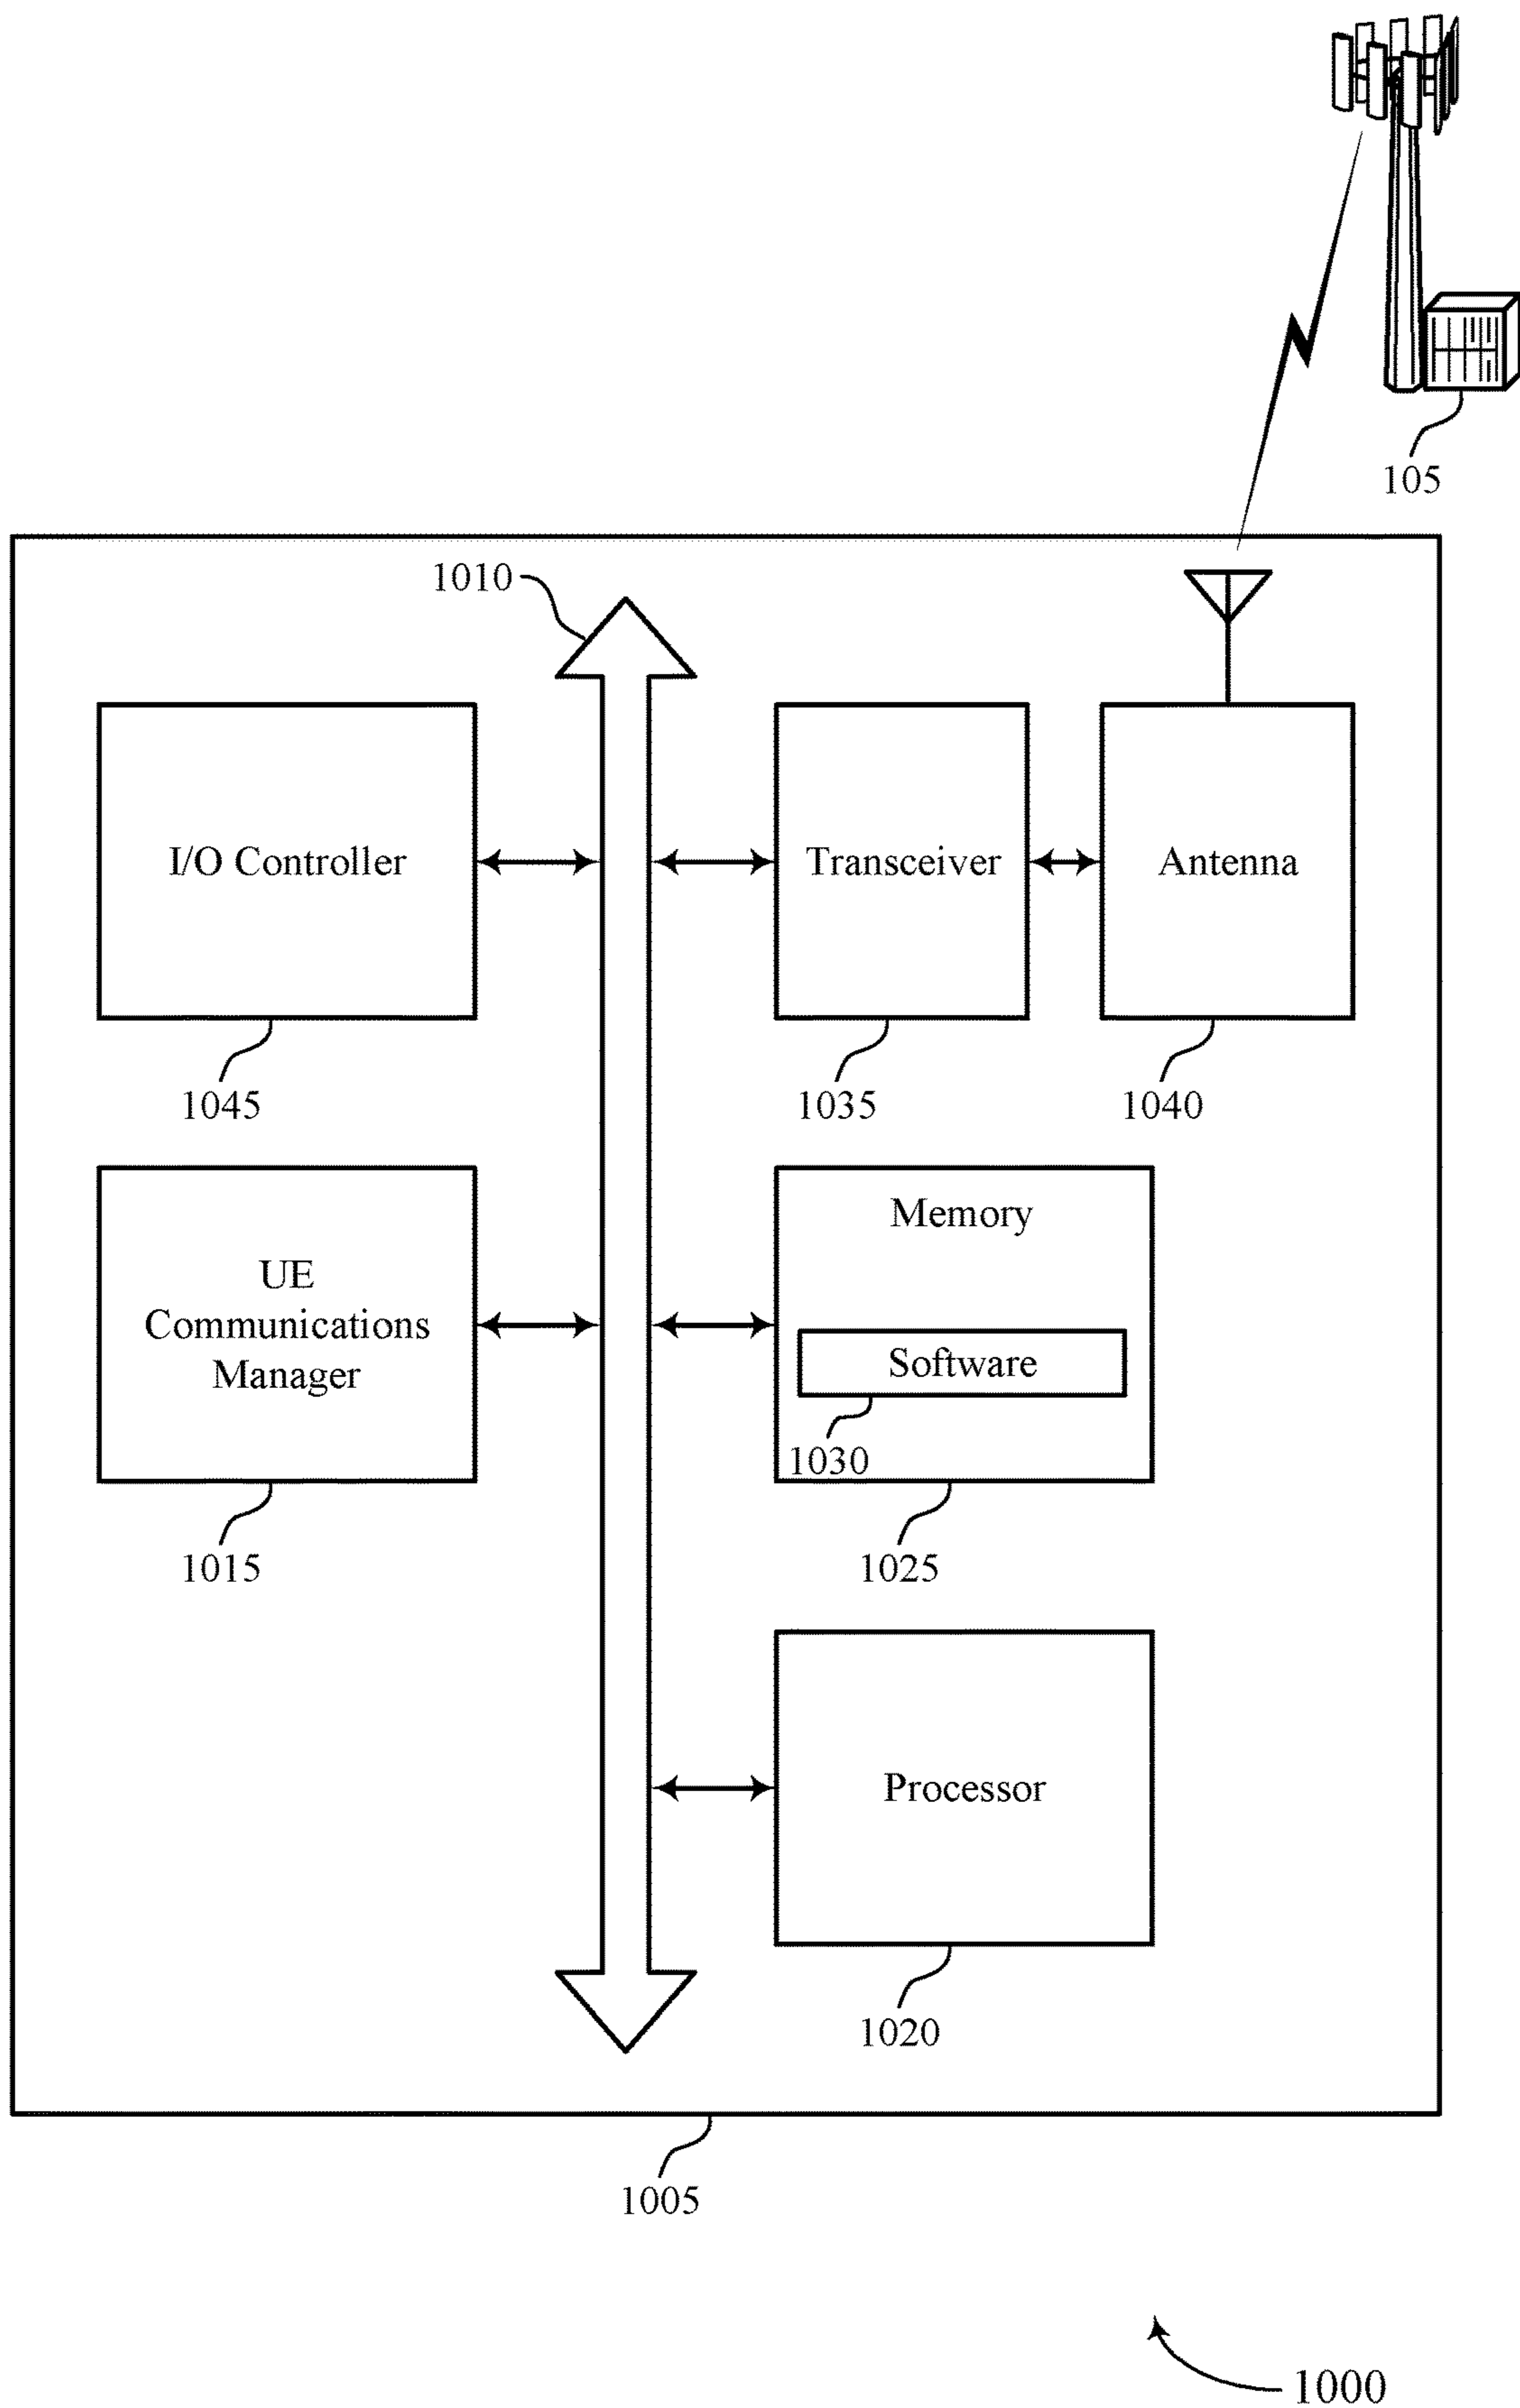 105
1010
I/O Controller
Transceiver
Antenna
1045
1035
1040
UE
Communications
Manager
Memory
Software
1030
1015
1025
Processor
1020
1005
1000